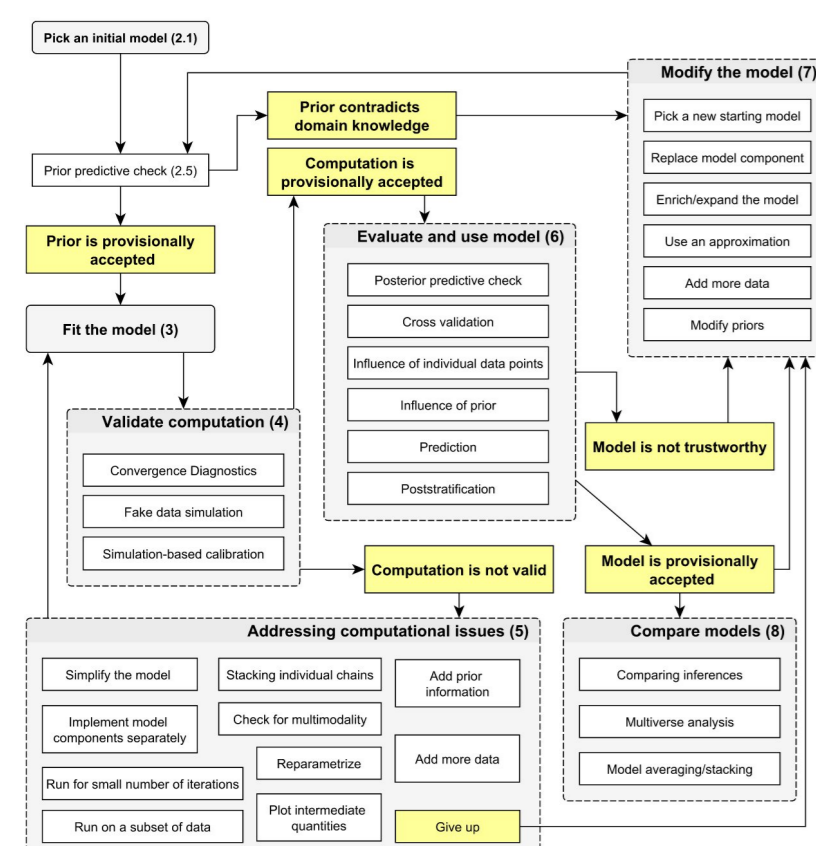 Pick an initial model (2.1)
Prior predictive check (2.5)
Prior is provisionally
accepted
Fit the model (3)
Prior contradicts
domain knowledge
Computation is
provisionally accepted
Validate computation (4)
Convergence Diagnostics
Fake data simulation
Simulation-based calibration
Evaluate and use model (6)
Posterior predictive check
Cross validation
Influence of individual data points
Influence of prior
Prediction
Poststratification
Modify the model (7)
Pick a new starting model
Replace model component
Enrich/expand the model
Use an approximation
Add more data
Modify priors
Model is not trustworthy
Computation is not valid
Model is provisionally
accepted
Addressing computational issues (5)
Simplify the model
Implement model
components separately
Run for small number of iterations
Run on a subset of data
Stacking individual chains
Check for multimodality
Reparametrize
Plot intermediate
quantities
Add prior
information
Add more data
Give up
Compare models (8)
Comparing inferences
Multiverse analysis
Model averaging/stacking